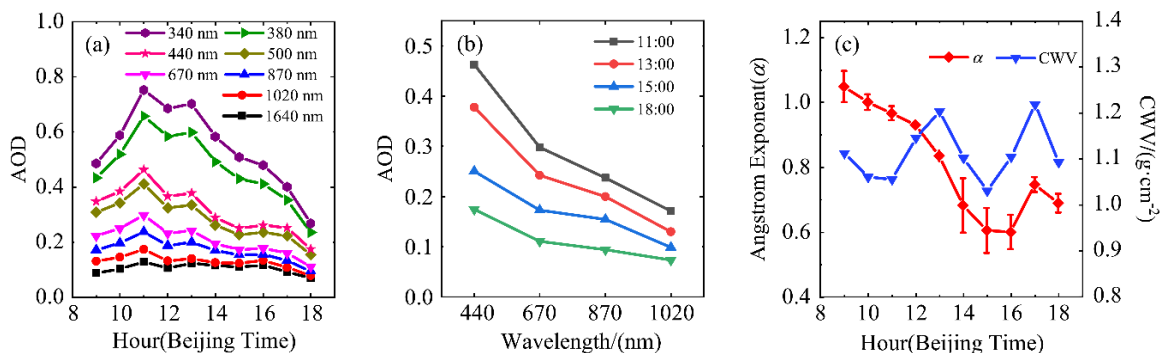 (a)
340 nm
380 nm
440 nm
500 nm
670 nm
870 nm
1020 nm
1640 nm
AOD
1.0
0.8
0.6
0.4
0.2
0.0
8 10 12 14 16 18
Hour(Beijing Time)
(b)
11:00
13:00
15:00
18:00
AOD
0.5
0.4
0.3
0.2
0.1
0.0
440 670 870 1020
Wavelength/(nm)
(c)
α
CWV
Angstrom Exponent(α)
1.2
1.0
0.8
0.6
0.4
8 10 12 14 16 18
Hour(Beijing Time)
1.4
1.3
1.2
1.1
1.0
0.9
0.8
CWV/(g·cm⁻²)